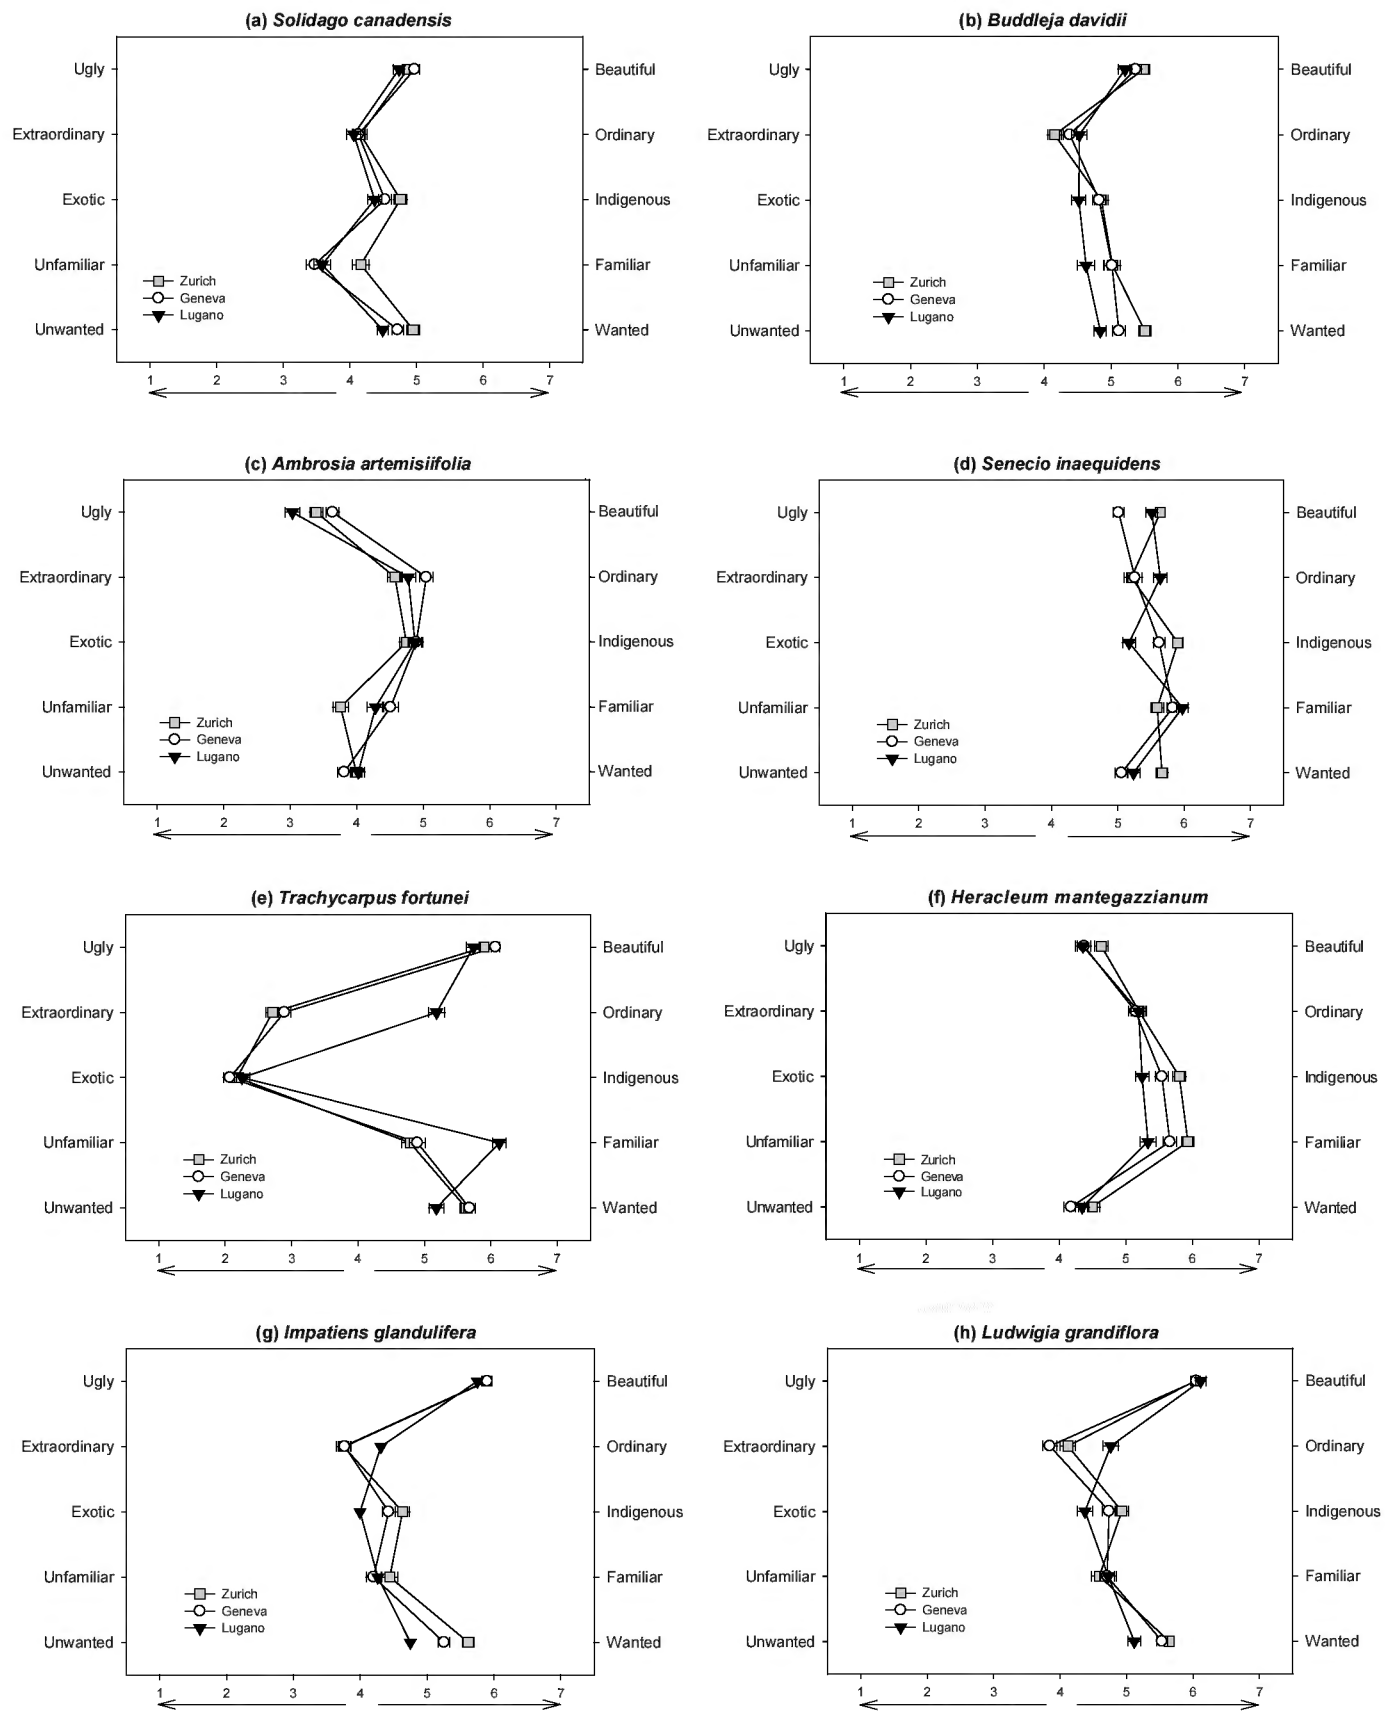 (a) Solidago canadensis
Ugly Beautiful
Extraordinary Ordinary
Exotic Indigenous
Unfamiliar Familiar
Unwanted Wanted
Zurich
Geneva
Lugano
1 2 3 4 5 6 7
(b) Buddleja davidii
Ugly Beautiful
Extraordinary Ordinary
Exotic Indigenous
Unfamiliar Familiar
Unwanted Wanted
Zurich
Geneva
Lugano
1 2 3 4 5 6 7
(c) Ambrosia artemisiifolia
Ugly Beautiful
Extraordinary Ordinary
Exotic Indigenous
Unfamiliar Familiar
Unwanted Wanted
Zurich
Geneva
Lugano
1 2 3 4 5 6 7
(d) Senecio inaequidens
Ugly Beautiful
Extraordinary Ordinary
Exotic Indigenous
Unfamiliar Familiar
Unwanted Wanted
Zurich
Geneva
Lugano
1 2 3 4 5 6 7
(e) Trachycarpus fortunei
Ugly Beautiful
Extraordinary Ordinary
Exotic Indigenous
Unfamiliar Familiar
Unwanted Wanted
Zurich
Geneva
Lugano
1 2 3 4 5 6 7
(f) Heracleum mantegazzianum
Ugly Beautiful
Extraordinary Ordinary
Exotic Indigenous
Unfamiliar Familiar
Unwanted Wanted
Zurich
Geneva
Lugano
1 2 3 4 5 6 7
(g) Impatiens glandulifera
Ugly Beautiful
Extraordinary Ordinary
Exotic Indigenous
Unfamiliar Familiar
Unwanted Wanted
Zurich
Geneva
Lugano
1 2 3 4 5 6 7
(h) Ludwigia grandiflora
Ugly Beautiful
Extraordinary Ordinary
Exotic Indigenous
Unfamiliar Familiar
Unwanted Wanted
Zurich
Geneva
Lugano
1 2 3 4 5 6 7